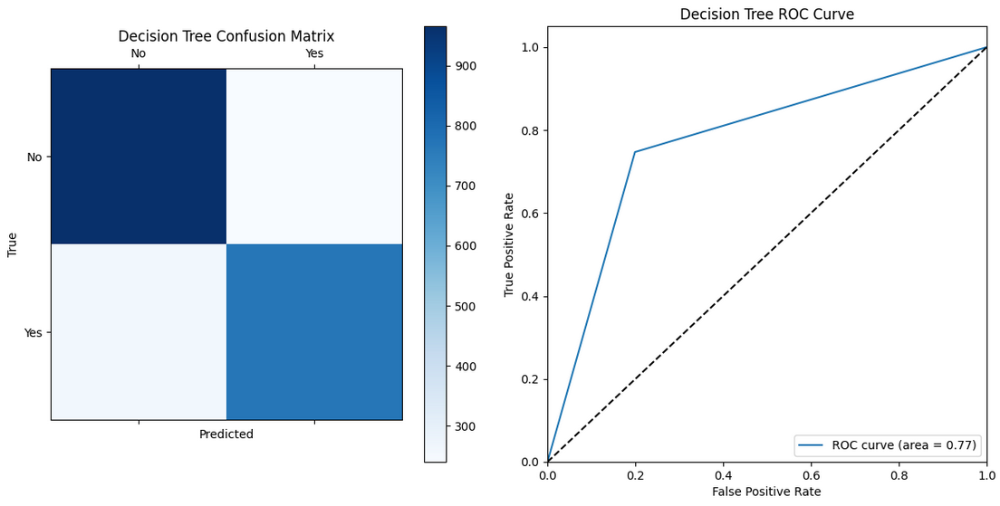 Decision Tree Confusion Matrix
No
Yes
No
Yes
True
Predicted
900
800
700
600
500
400
300
Decision Tree ROC Curve
1.0
0.8
0.6
0.4
0.2
0.0
True Positive Rate
ROC curve (area = 0.77)
0.0
0.2
0.4
0.6
0.8
1.0
False Positive Rate